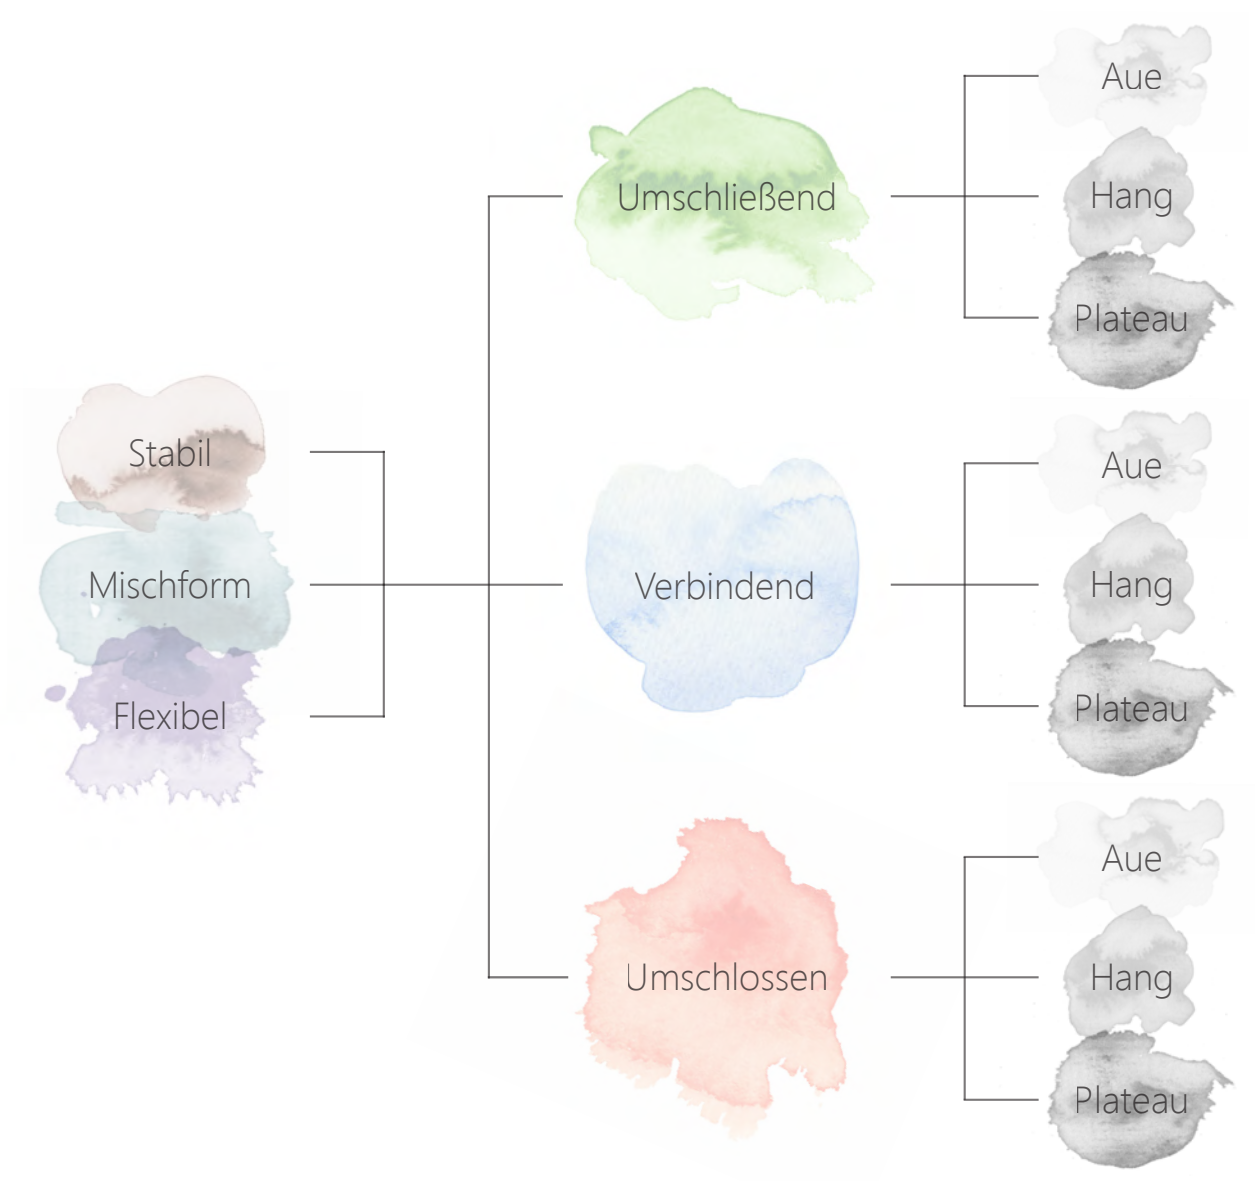 Stabil
Mischform
Flexibel
Umschließend
Verbindend
Umschlossen
Aue
Hang
Plateau
Aue
Hang
Plateau
Aue
Hang
Plateau